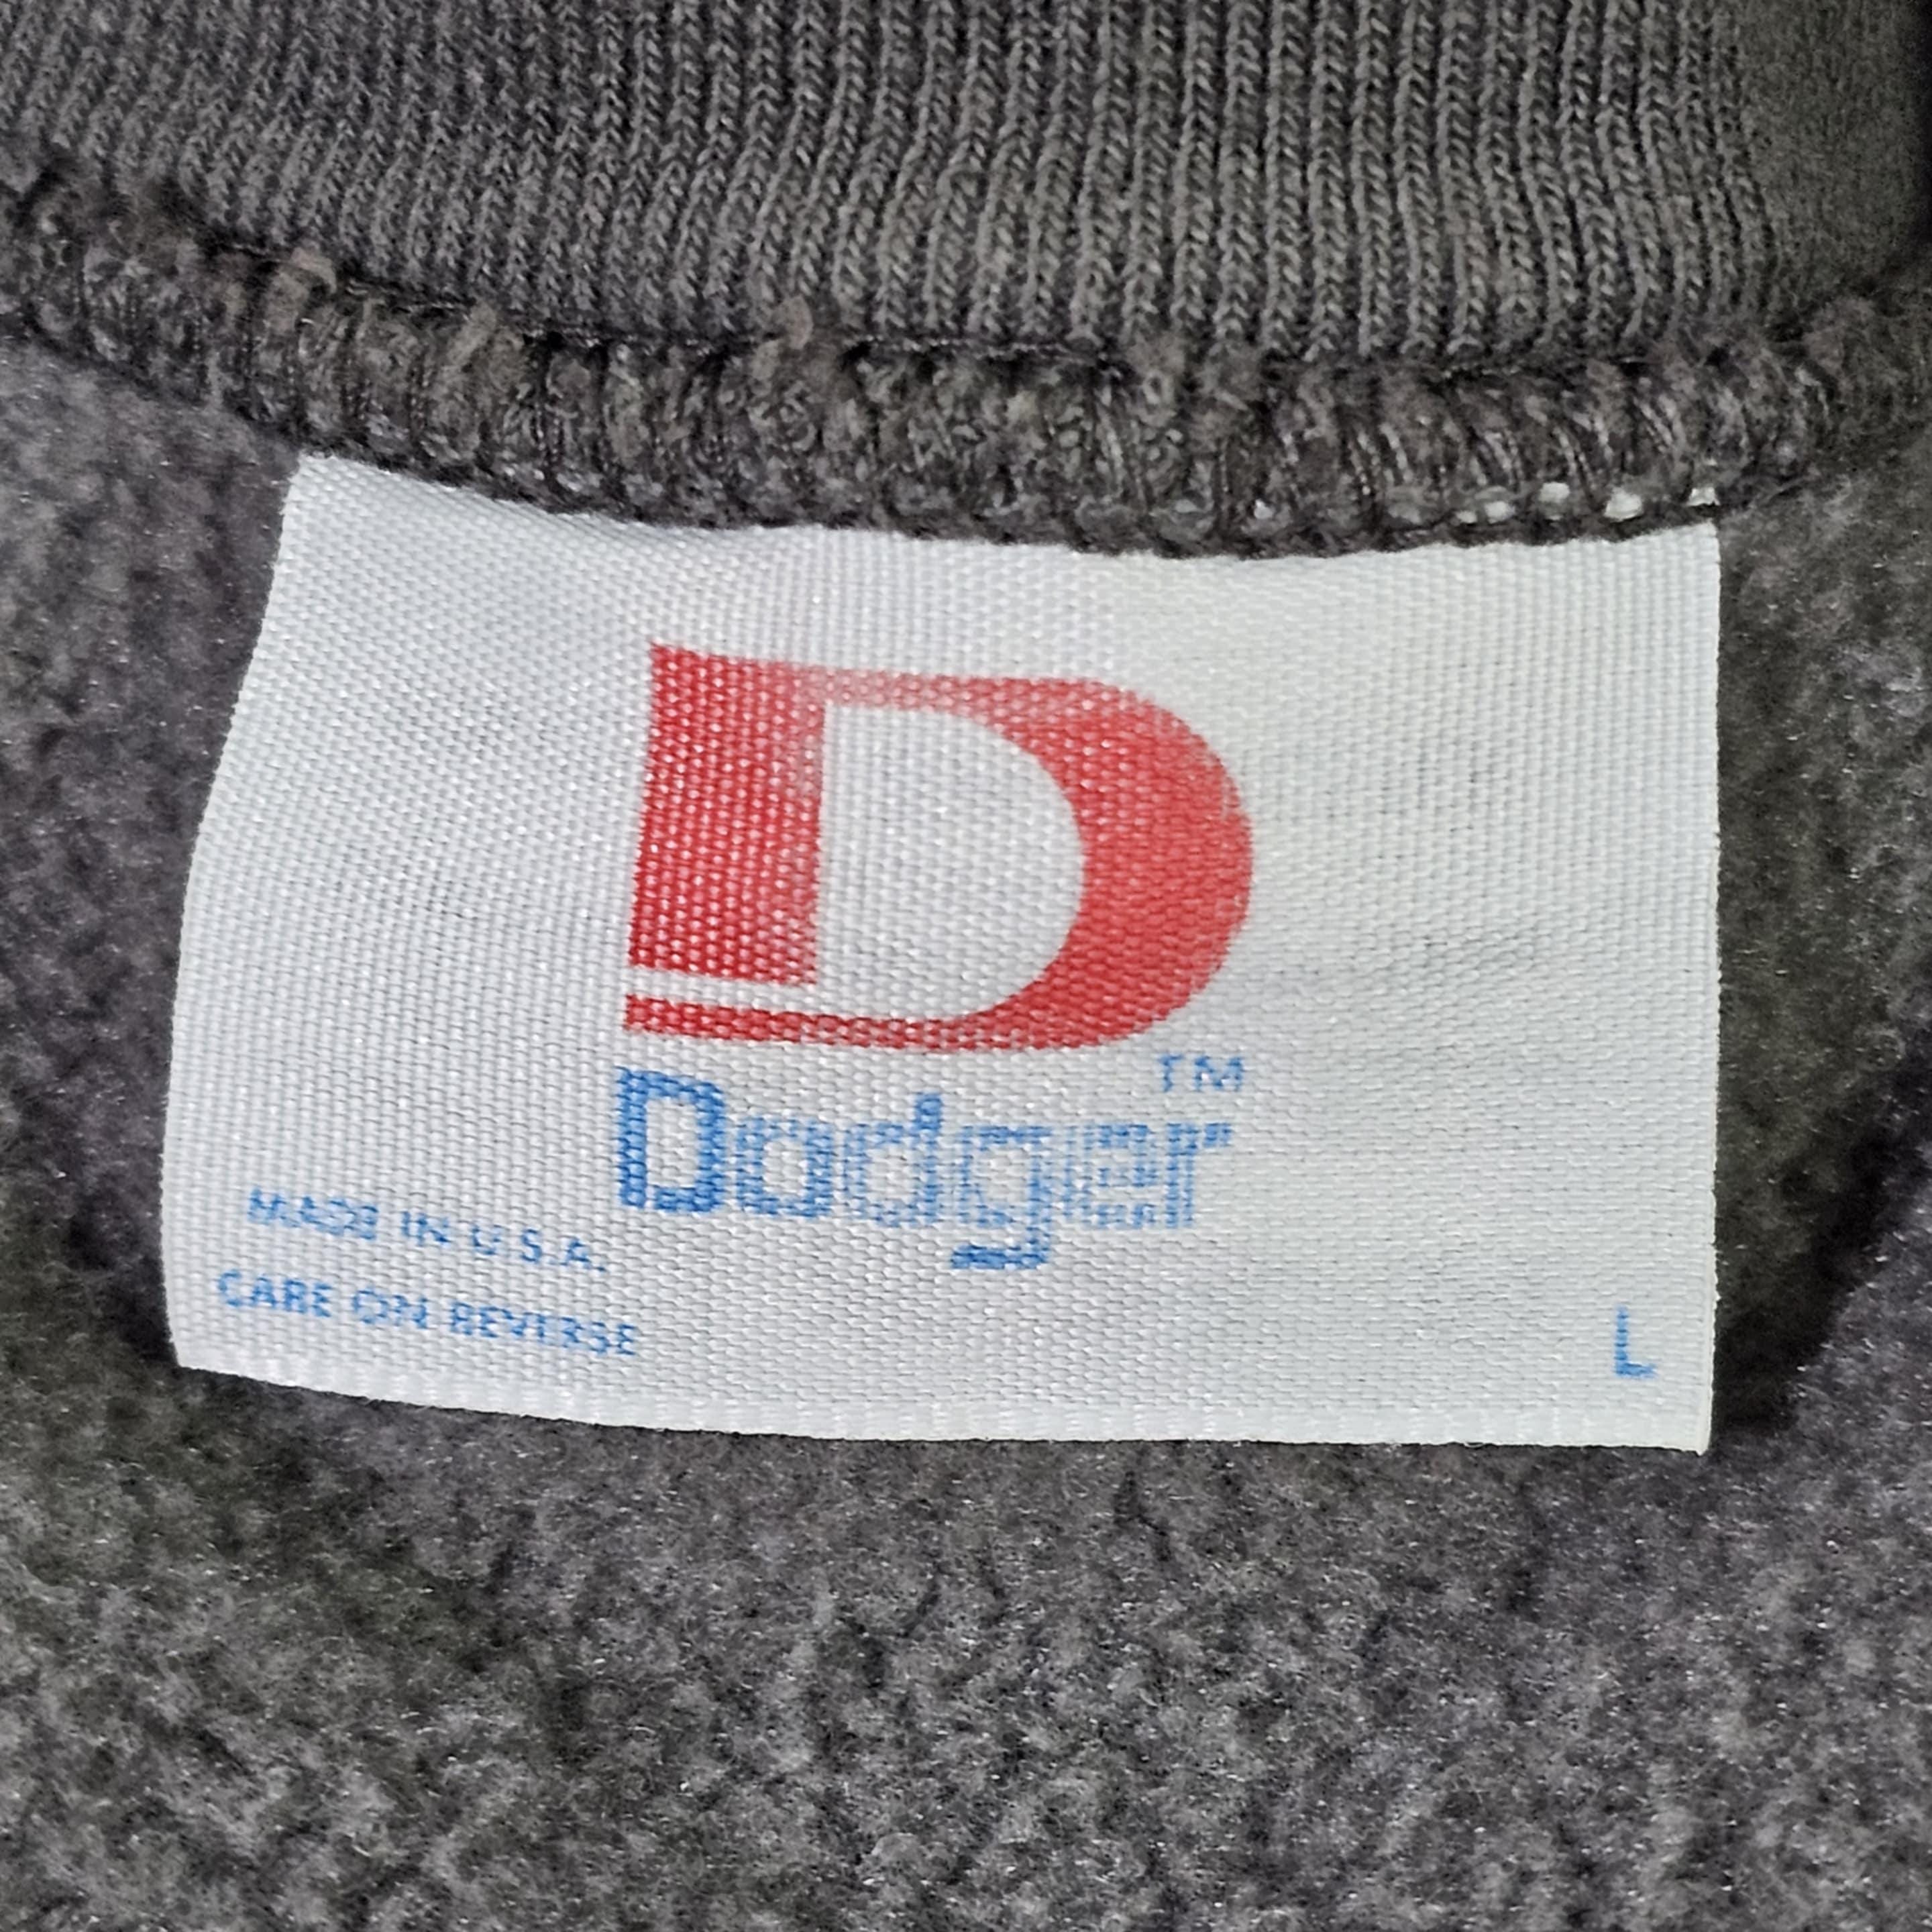 D
Dodger™
MADE IN U.S.A.
CARE ON REVERSE
L